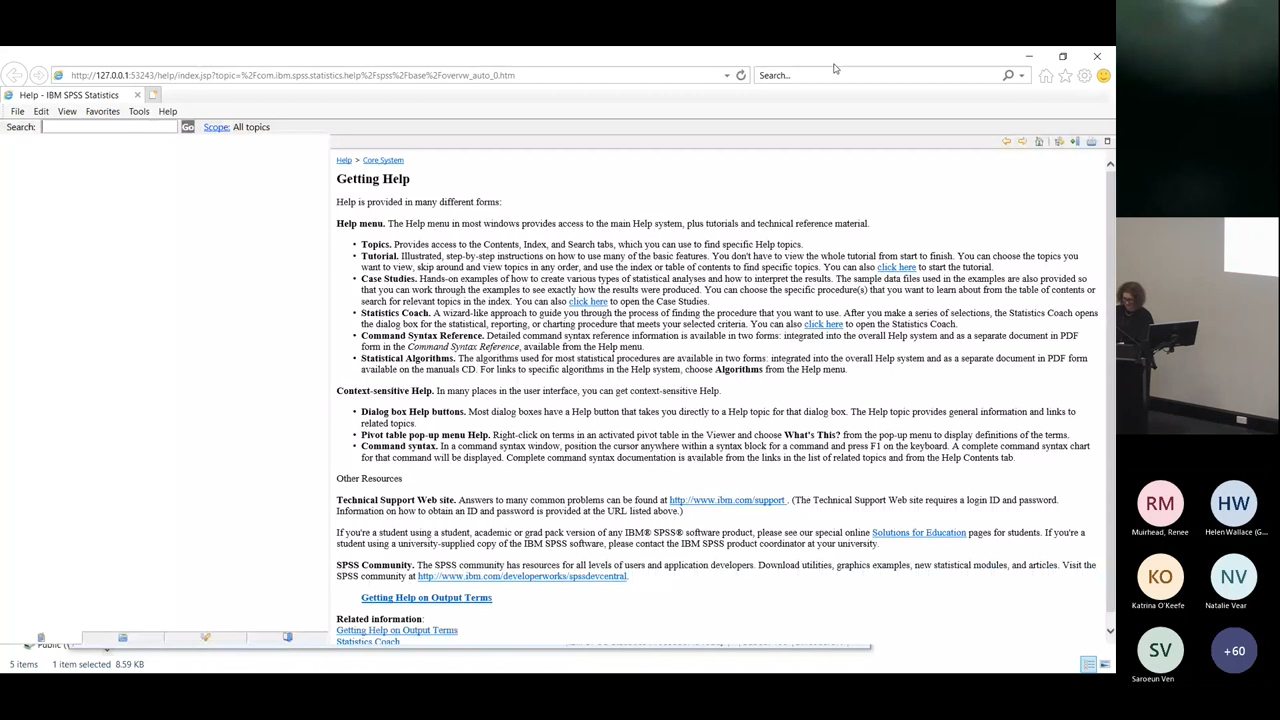 http://127.0.0.1:53243/help/index.jsp?topic=%2Fcom.ibm.spss.statistics.help%2Fspss%2Fbase%2Foverw_auto_0.htm
Search...
Help - IBM SPSS Statistics
File Edit View Favorites Tools Help
Search: Go Scope: All topics
Help > Core System
Getting Help
Help is provided in many different forms:
Help menu. The Help menu in most windows provides access to the main Help system, plus tutorials and technical reference material.
• Topics. Provides access to the Contents, Index, and Search tabs, which you can use to find specific Help topics.
• Tutorial. Illustrated, step-by-step instructions on how to use many of the basic features. You don't have to view the whole tutorial from start to finish. You can choose the topics you
want to view, skip around and view topics in any order, and use the index or table of contents to find specific topics. You can also click here to start the tutorial.
• Case Studies. Hands-on examples of how to create various types of statistical analyses and how to interpret the results. The sample data files used in the examples are also provided so
that you can work through the examples to see exactly how the results were produced. You can choose the specific procedure(s) that you want to learn about from the table of contents or
search for relevant topics in the index. You can also click here to open the Case Studies.
• Statistics Coach. A wizard-like approach to guide you through the process of finding the procedure that you want to use. After you make a series of selections, the Statistics Coach opens
the dialog box for the statistical, reporting, or charting procedure that meets your selected criteria. You can also click here to open the Statistics Coach.
• Command Syntax Reference. Detailed command syntax reference information is available in two forms: integrated into the overall Help system and as a separate document in PDF
form in the Command Syntax Reference, available from the Help menu.
• Statistical Algorithms. The algorithms used for most statistical procedures are available in two forms: integrated into the overall Help system and as a separate document in PDF form
available on the manuals CD. For links to specific algorithms in the Help system, choose Algorithms from the Help menu.
Context-sensitive Help. In many places in the user interface, you can get context-sensitive Help.
• Dialog box Help buttons. Most dialog boxes have a Help button that takes you directly to a Help topic for that dialog box. The Help topic provides general information and links to
related topics.
• Pivot table pop-up menu Help. Right-click on terms in an activated pivot table in the Viewer and choose What's This? from the pop-up menu to display definitions of the terms.
• Command syntax. In a command syntax window, position the cursor anywhere within a syntax block for a command and press F1 on the keyboard. A complete command syntax chart
for that command will be displayed. Complete command syntax documentation is available from the links in the list of related topics and from the Help Contents tab.
Other Resources
Technical Support Web site. Answers to many common problems can be found at http://www.ibm.com/support . (The Technical Support Web site requires a login ID and password.
Information on how to obtain an ID and password is provided at the URL listed above.)
If you're a student using a student, academic or grad pack version of any IBM® SPSS® software product, please see our special online Solutions for Education pages for students. If you're a
student using a university-supplied copy of the IBM SPSS software, please contact the IBM SPSS product coordinator at your university.
SPSS Community. The SPSS community has resources for all levels of users and application developers. Download utilities, graphics examples, new statistical modules, and articles. Visit the
SPSS community at http://www.ibm.com/developerworks/spssdevcentral.
Getting Help on Output Terms
Related information:
Getting Help on Output Terms
Statistics Coach
Public
5 items 1 item selected 8.59 KB
RM
Muirhead, Renee
HW
Helen Wallace (G...
KO
Katrina O'Keefe
NV
Natalie Vear
SV
Saroeun Ven
+60